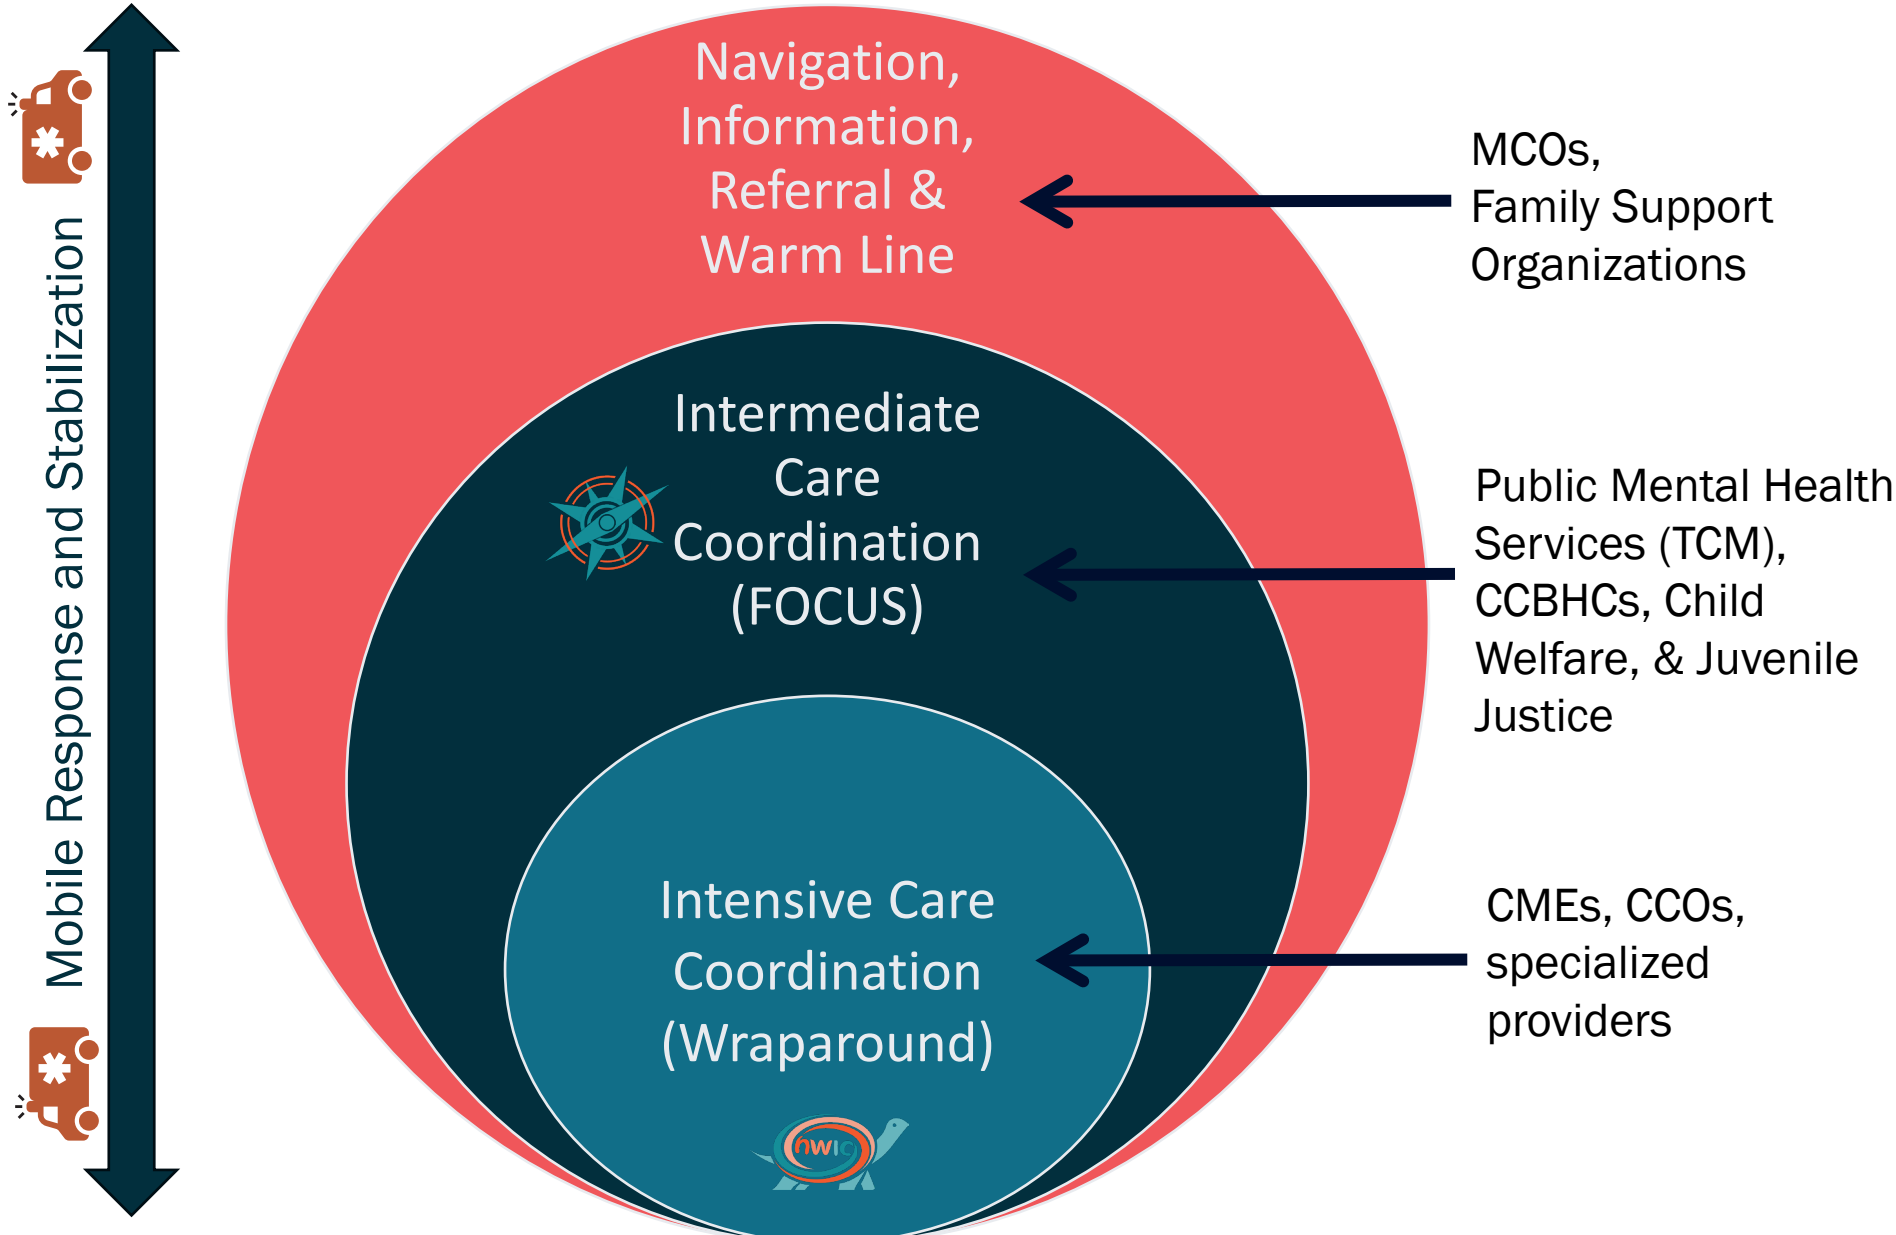 Mobile Response and Stabilization
Navigation,
Information,
Referral &
Warm Line
MCOs,
Family Support
Organizations
Intermediate
Care
Coordination
(FOCUS)
Public Mental Health
Services (TCM),
CCBHCs, Child
Welfare, & Juvenile
Justice
Intensive Care
Coordination
(Wraparound)
CMEs, CCOs,
specialized
providers
nwic